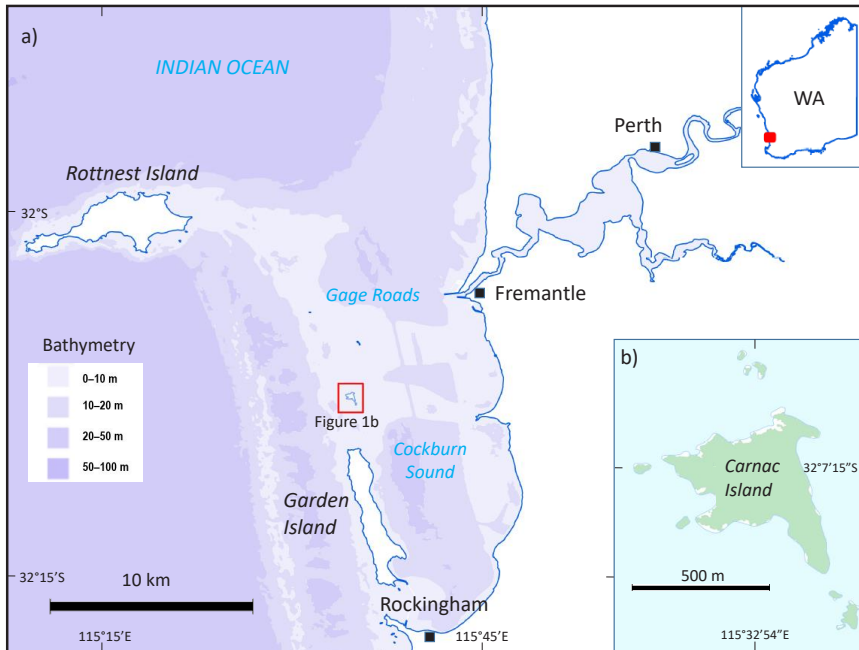 a)
INDIAN OCEAN
WA
Perth
Rottnest Island
32°S
Gage Roads
Fremantle
Bathymetry
0–10 m
10–20 m
20–50 m
50–100 m
Figure 1b
Cockburn
Sound
Garden
Island
32°15'S
10 km
Rockingham
115°15'E
115°45'E
b)
Carnac
Island
32°7'15"S
500 m
115°32'54"E